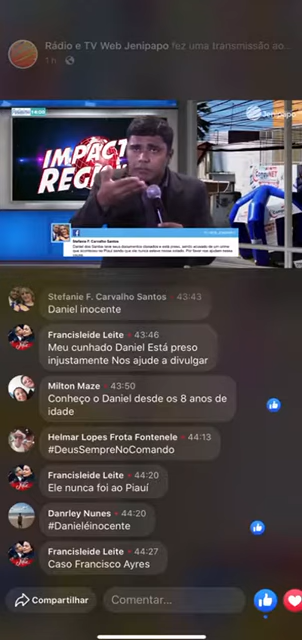 Rádio e TV Web Jenipapo fez uma transmissão ao...
1 h
IMPACT
REGI
Jenipapo
Stefanie F. Carvalho Santos
Stefanie F. Carvalho Santos • 43:43
Daniel inocente
Francisleide Leite • 43:46
Meu cunhado Daniel Está preso
injustamente Nos ajude a divulgar
Milton Maze • 43:50
Conheço o Daniel desde os 8 anos de
idade
Helmar Lopes Frota Fontenele • 44:13
#DeusSempreNoComando
Francisleide Leite • 44:20
Ele nunca foi ao Piauí
Danrley Nunes • 44:20
#Danieléinocente
Francisleide Leite • 44:27
Caso Francisco Ayres
Compartilhar
Comentar...